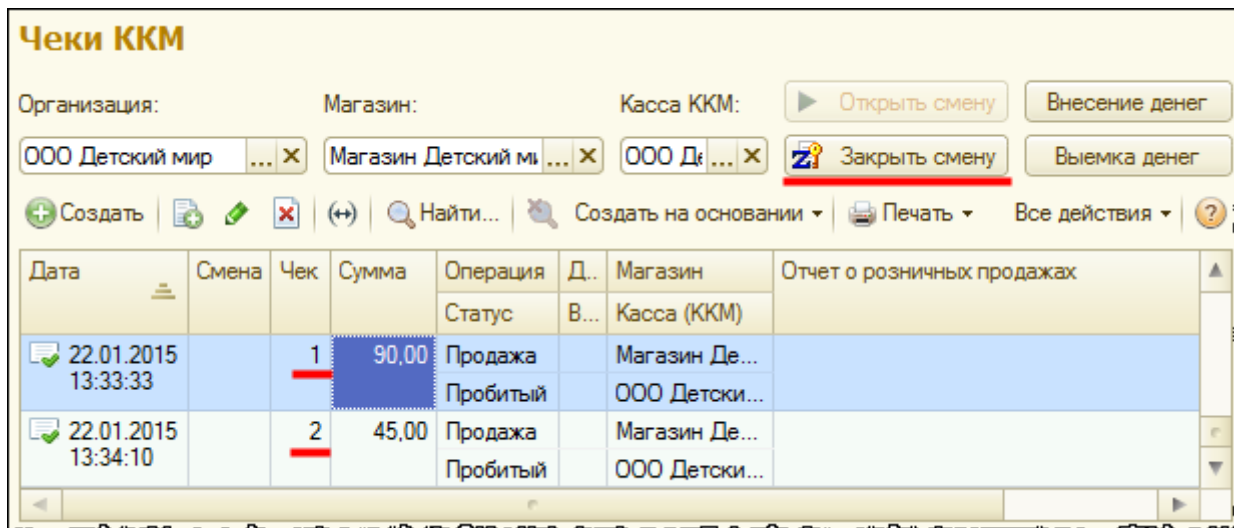 Чеки ККМ
Организация: Магазин: Касса ККМ: Открыть смену Внесение денег
ООО Детский мир ... Магазин Детский ми ... ООО Де ... Закрыть смену Выемка денег
Создать Найти... Создать на основании Печать Все действия ?
Дата Смена Чек Сумма Операция Д.. Магазин Отчет о розничных продажах
Статус В... Касса (ККМ)
22.01.2015 1 90,00 Продажа Магазин Де...
13:33:33 Пробитый ООО Детски...
22.01.2015 2 45,00 Продажа Магазин Де...
13:34:10 Пробитый ООО Детски...